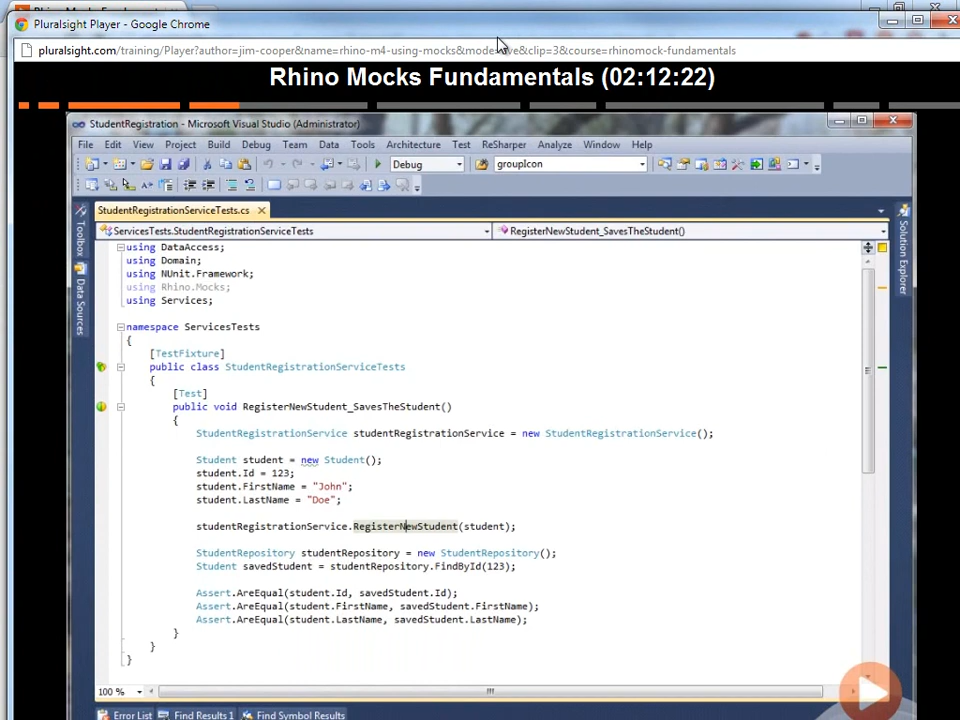 Pluralsight Player - Google Chrome
pluralsight.com/training/Player?author=jim-cooper&name=rhino-m4-using-mocks&mode=live&clip=3&course=rhinomock-fundamentals
Rhino Mocks Fundamentals (02:12:22)
StudentRegistration - Microsoft Visual Studio (Administrator)
File Edit View Project Build Debug Team Data Tools Architecture Test ReSharper Analyze Window Help
Debug groupIcon
StudentRegistrationServiceTests.cs
ServicesTests.StudentRegistrationServiceTests RegisterNewStudent_SavesTheStudent()
Toolbox
Data Sources
Solution Explorer
using DataAccess;
using Domain;
using NUnit.Framework;
using Rhino.Mocks;
using Services;
namespace ServicesTests
{
[TestFixture]
public class StudentRegistrationServiceTests
{
[Test]
public void RegisterNewStudent_SavesTheStudent()
{
StudentRegistrationService studentRegistrationService = new StudentRegistrationService();
Student student = new Student();
student.Id = 123;
student.FirstName = "John";
student.LastName = "Doe";
studentRegistrationService.RegisterNewStudent(student);
StudentRepository studentRepository = new StudentRepository();
Student savedStudent = studentRepository.FindById(123);
Assert.AreEqual(student.Id, savedStudent.Id);
Assert.AreEqual(student.FirstName, savedStudent.FirstName);
Assert.AreEqual(student.LastName, savedStudent.LastName);
}
}
}
100 %
Error List Find Results 1 Find Symbol Results